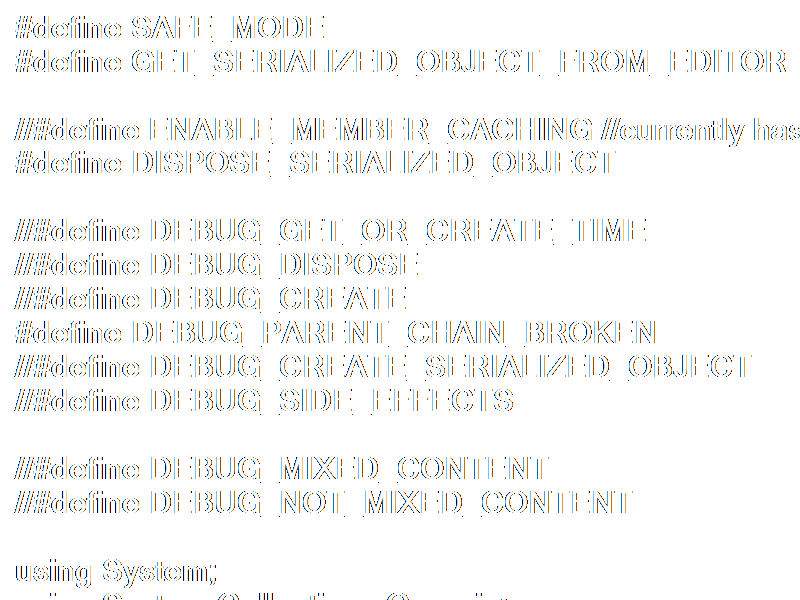 #define SAFE_MODE
#define GET_SERIALIZED_OBJECT_FROM_EDITOR
//#define ENABLE_MEMBER_CACHING //currently has
#define DISPOSE_SERIALIZED_OBJECT
//#define DEBUG_GET_OR_CREATE_TIME
//#define DEBUG_DISPOSE
//#define DEBUG_CREATE
#define DEBUG_PARENT_CHAIN_BROKEN
//#define DEBUG_CREATE_SERIALIZED_OBJECT
//#define DEBUG_SIDE_EFFECTS
//#define DEBUG_MIXED_CONTENT
//#define DEBUG_NOT_MIXED_CONTENT
using System;